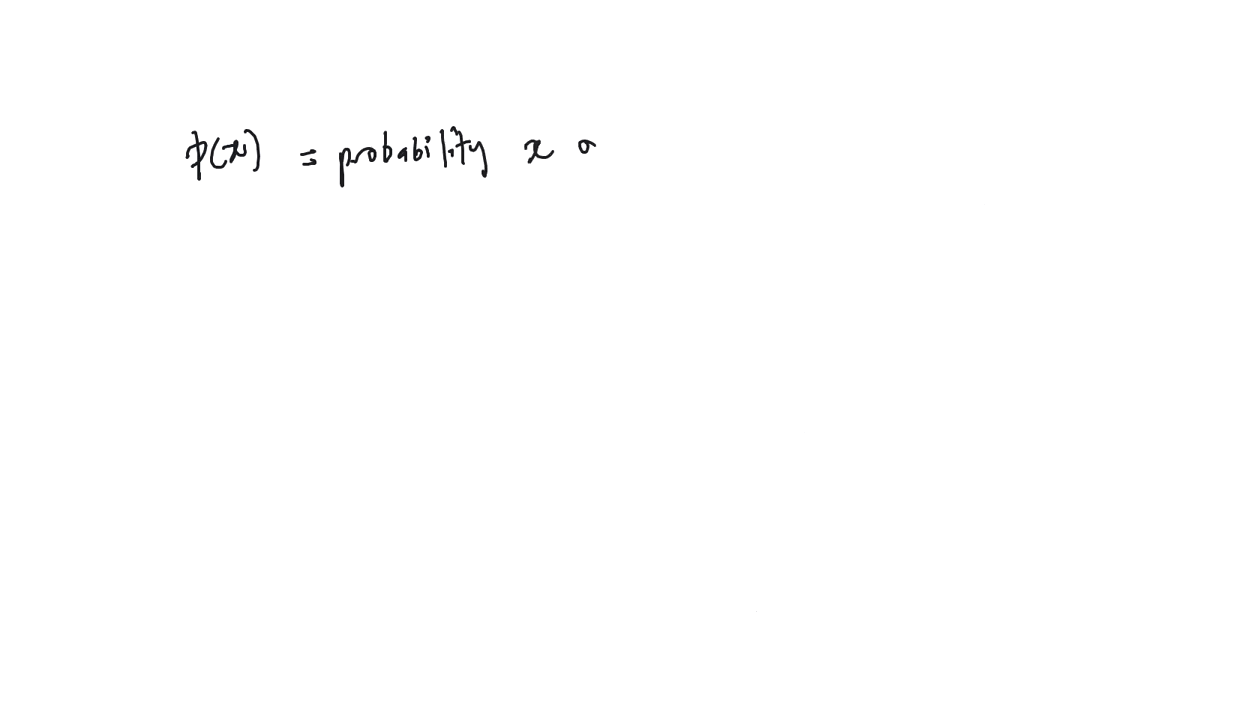 p(x) = probability x o